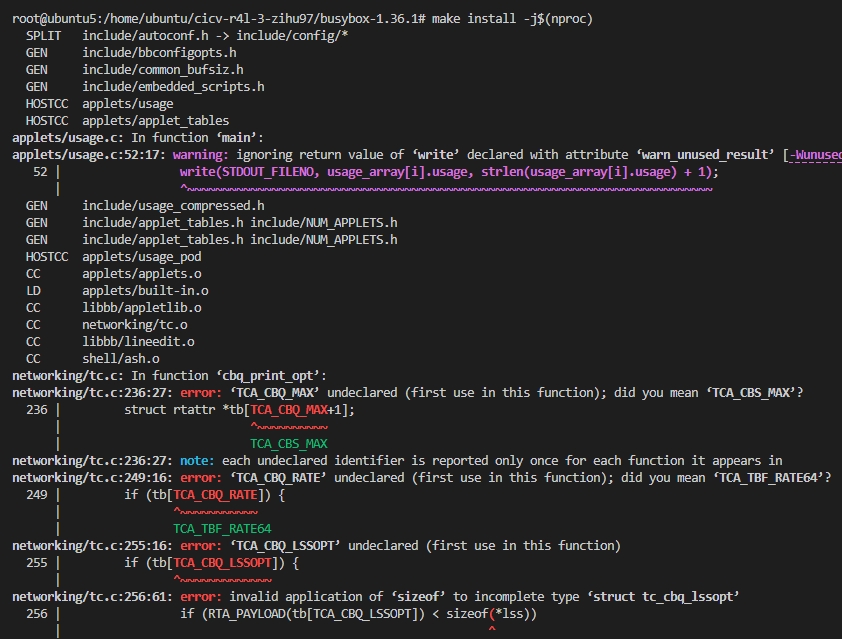 root@ubuntu5:/home/ubuntu/cicv-r4l-3-zihu97/busybox-1.36.1# make install -j$(nproc)
  SPLIT   include/autoconf.h -> include/config/*
  GEN     include/bbconfigopts.h
  GEN     include/common_bufsiz.h
  GEN     include/embedded_scripts.h
  HOSTCC  applets/usage
  HOSTCC  applets/applet_tables
applets/usage.c: In function ‘main’:
applets/usage.c:52:17: warning: ignoring return value of ‘write’ declared with attribute ‘warn_unused_result’ [-Wunused
   52 |                 write(STDOUT_FILENO, usage_array[i].usage, strlen(usage_array[i].usage) + 1);
      |                 ^~~~~~~~~~~~~~~~~~~~~~~~~~~~~~~~~~~~~~~~~~~~~~~~~~~~~~~~~~~~~~~~~~~~~~~~~~~~
  GEN     include/usage_compressed.h
  GEN     include/applet_tables.h include/NUM_APPLETS.h
  GEN     include/applet_tables.h include/NUM_APPLETS.h
  HOSTCC  applets/usage_pod
  CC      applets/applets.o
  LD      applets/built-in.o
  CC      libbb/appletlib.o
  CC      networking/tc.o
  CC      libbb/lineedit.o
  CC      shell/ash.o
networking/tc.c: In function ‘cbq_print_opt’:
networking/tc.c:236:27: error: ‘TCA_CBQ_MAX’ undeclared (first use in this function); did you mean ‘TCA_CBS_MAX’?
  236 |         struct rtattr *tb[TCA_CBQ_MAX+1];
      |                           ^~~~~~~~~~~
      |                           TCA_CBS_MAX
networking/tc.c:236:27: note: each undeclared identifier is reported only once for each function it appears in
networking/tc.c:249:16: error: ‘TCA_CBQ_RATE’ undeclared (first use in this function); did you mean ‘TCA_TBF_RATE64’?
  249 |         if (tb[TCA_CBQ_RATE]) {
      |                ^~~~~~~~~~~~
      |                TCA_TBF_RATE64
networking/tc.c:255:16: error: ‘TCA_CBQ_LSSOPT’ undeclared (first use in this function)
  255 |         if (tb[TCA_CBQ_LSSOPT]) {
      |                ^~~~~~~~~~~~~~
networking/tc.c:256:61: error: invalid application of ‘sizeof’ to incomplete type ‘struct tc_cbq_lssopt’
  256 |                 if (RTA_PAYLOAD(tb[TCA_CBQ_LSSOPT]) < sizeof(*lss))
      |                                                             ^